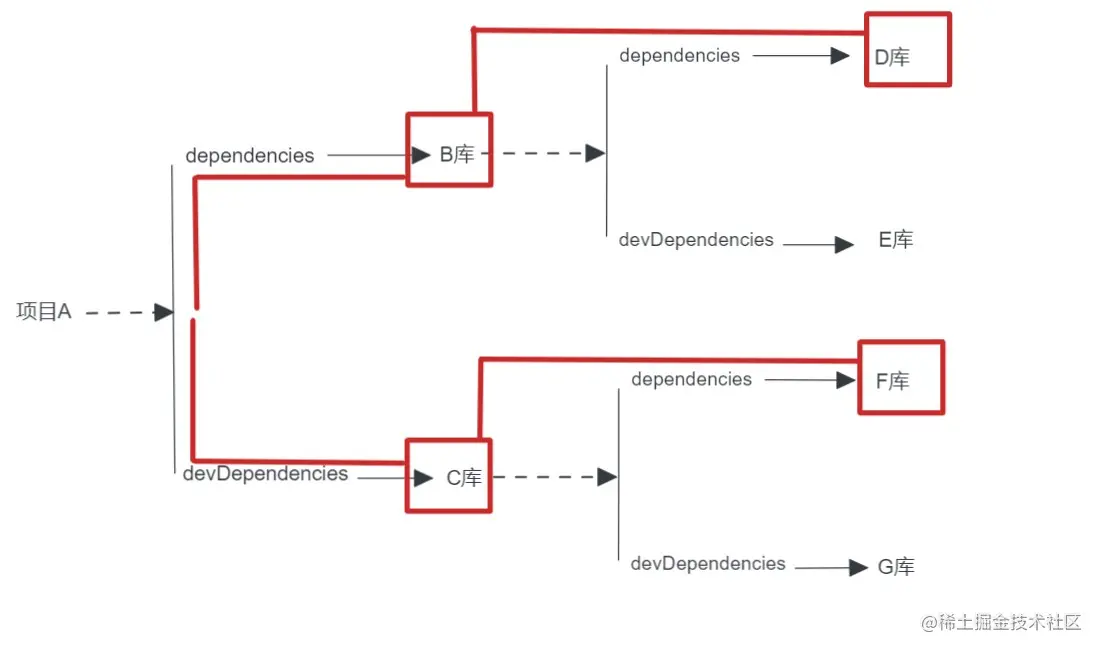 dependencies
D库
dependencies
B库
devDependencies
E库
项目A
dependencies
F库
devDependencies
C库
devDependencies
G库
@稀土掘金技术社区